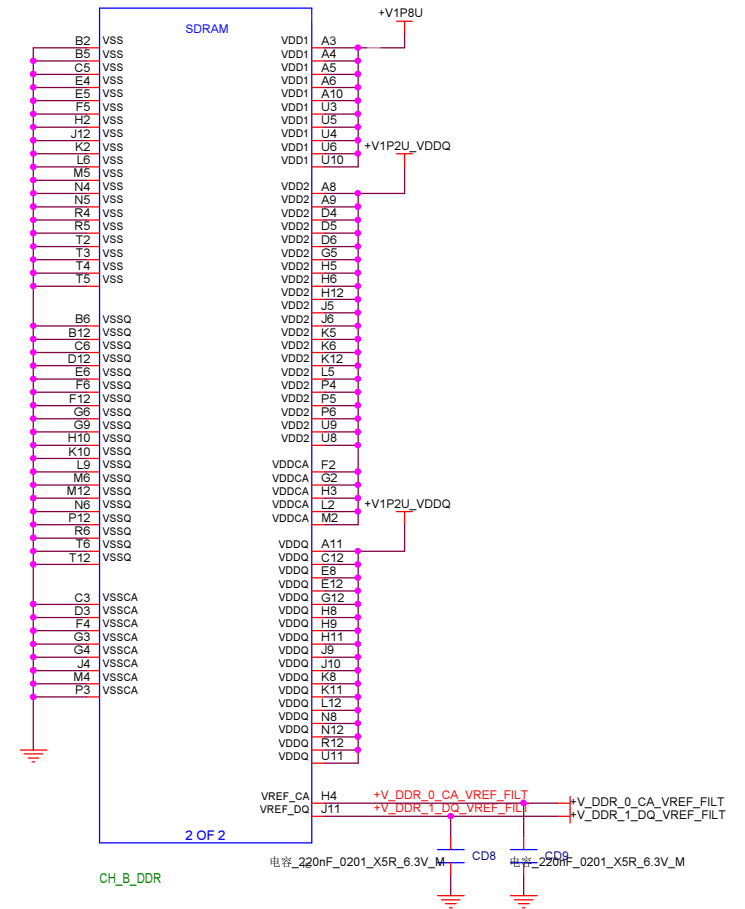 +V1P8U
SDRAM
B2 VSS VDD1 A3
B5 VSS VDD1 A4
C5 VSS VDD1 A5
E4 VSS VDD1 A6
E5 VSS VDD1 A10
F5 VSS VDD1 U3
H2 VSS VDD1 U5
J12 VSS VDD1 U4
K2 VSS VDD1 U6 +V1P2U_VDDQ
L6 VSS VDD1 U10
M5 VSS
N4 VSS VDD2 A8
N5 VSS VDD2 A9
R4 VSS VDD2 D4
R5 VSS VDD2 D5
T2 VSS VDD2 D6
T3 VSS VDD2 G5
T4 VSS VDD2 H5
T5 VSS VDD2 H6
VDD2 H12
VDD2 J5
B6 VSSQ VDD2 J6
B12 VSSQ VDD2 K5
C6 VSSQ VDD2 K6
D12 VSSQ VDD2 K12
E6 VSSQ VDD2 L5
F6 VSSQ VDD2 P4
F12 VSSQ VDD2 P5
G6 VSSQ VDD2 P6
G9 VSSQ VDD2 U9
H10 VSSQ VDD2 U8
K10 VSSQ
L9 VSSQ VDDCA F2
M6 VSSQ VDDCA G2
M12 VSSQ VDDCA H3
N6 VSSQ VDDCA L2 +V1P2U_VDDQ
P12 VSSQ VDDCA M2
R6 VSSQ
T6 VSSQ VDDQ A11
T12 VSSQ VDDQ C12
VDDQ E8
VDDQ E12
C3 VSSCA VDDQ G12
D3 VSSCA VDDQ H8
F4 VSSCA VDDQ H9
G3 VSSCA VDDQ H11
G4 VSSCA VDDQ J9
J4 VSSCA VDDQ J10
M4 VSSCA VDDQ K8
P3 VSSCA VDDQ K11
VDDQ L12
VDDQ N8
VDDQ N12
VDDQ R12
VDDQ U11
VREF_CA H4 +V_DDR_0_CA_VREF_FILT +V_DDR_0_CA_VREF_FILT
VREF_DQ J11 +V_DDR_1_DQ_VREF_FILT +V_DDR_1_DQ_VREF_FILT
2 OF 2
CD8 CD9
电容_220nF_0201_X5R_6.3V_M 电容_220nF_0201_X5R_6.3V_M
CH_B_DDR